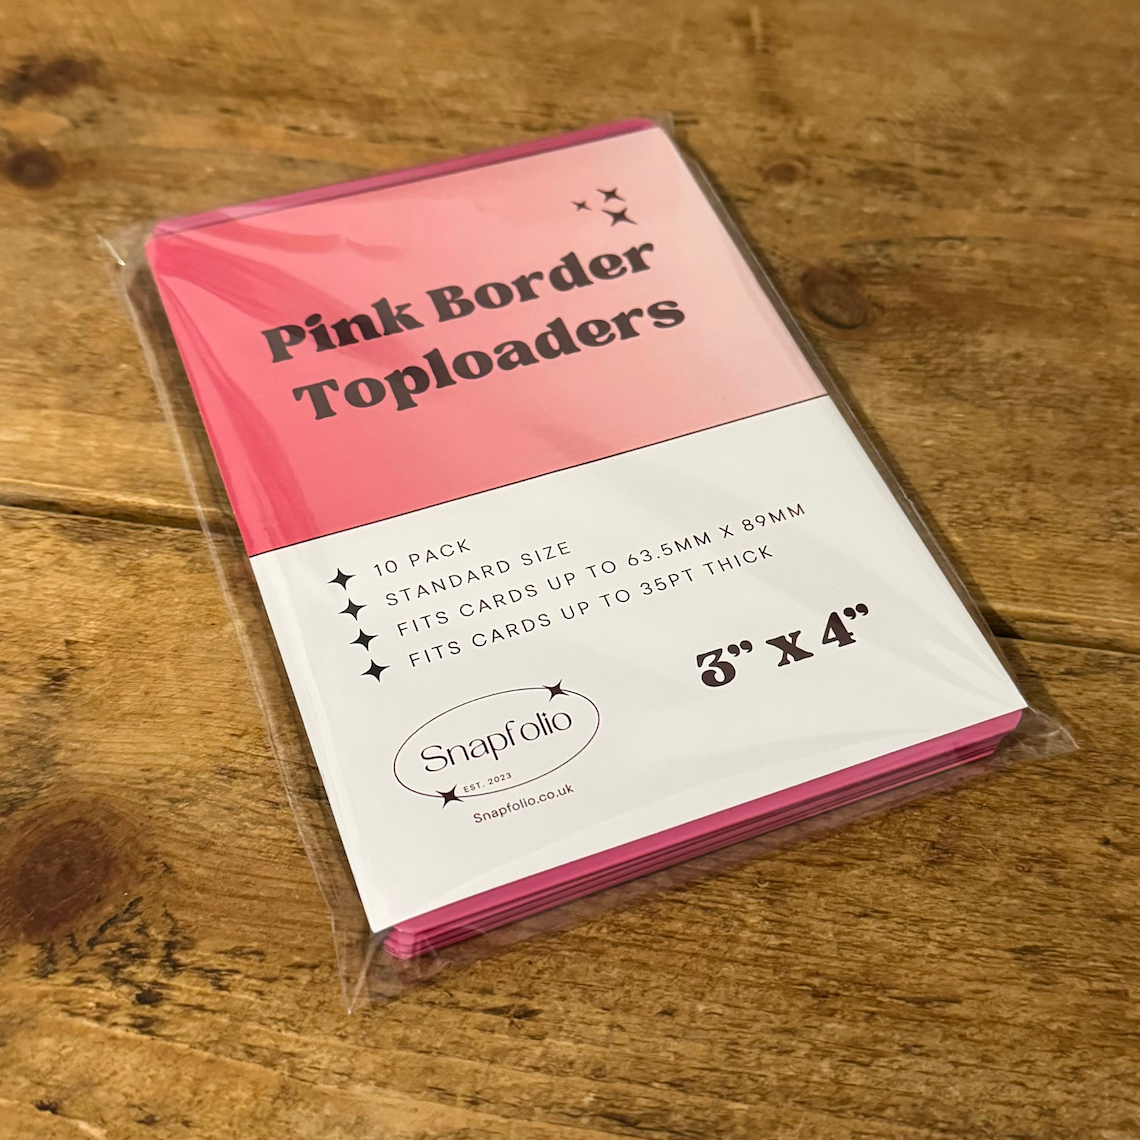 Pink Border
Toploaders
10 PACK
STANDARD SIZE
FITS CARDS UP TO 63.5MM X 89MM
FITS CARDS UP TO 35PT THICK
3” x 4”
Snapfolio
EST. 2023
Snapfolio.co.uk